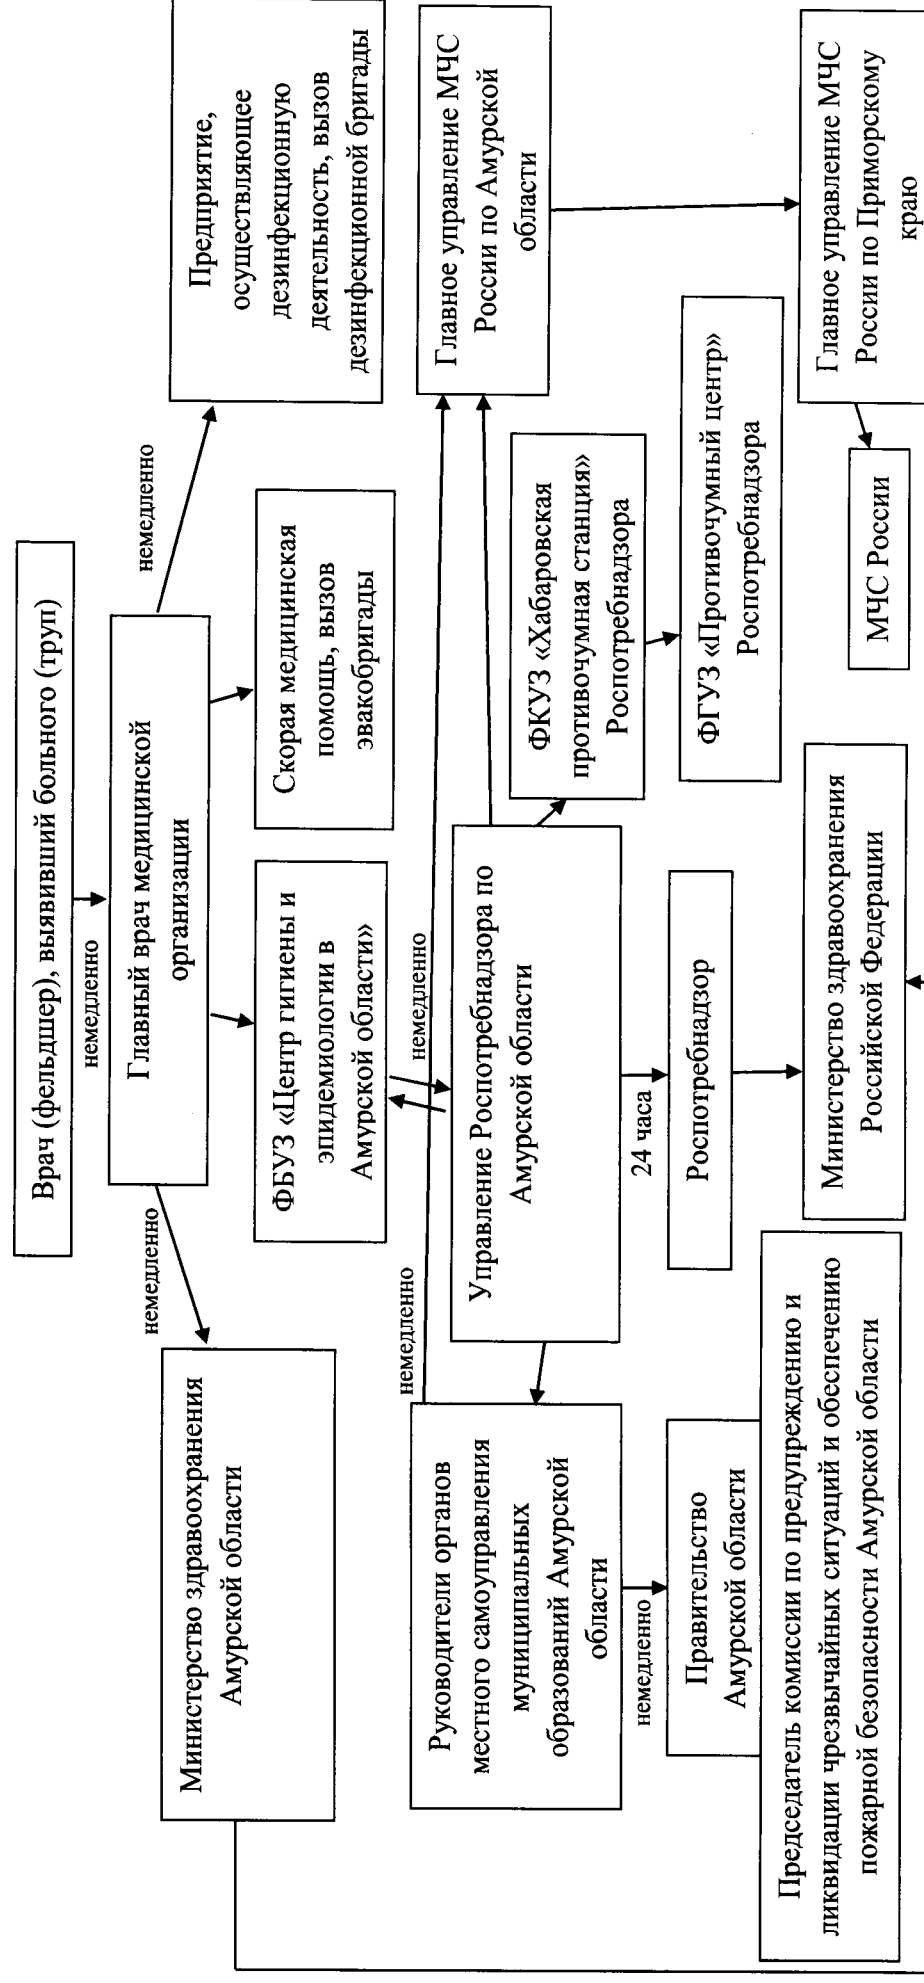 Врач (фельдшер), выявивший больного (труп)
немедленно
Главный врач медицинской
организации
немедленно
немедленно
Министерство здравоохранения
Амурской области
ФБУЗ «Центр гигиены и
эпидемиологии в
Амурской области»
Скорая медицинская
помощь, вызов
эвакобригады
Предприятие,
осуществляющее
дезинфекционную
деятельность, вызов
дезинфекционной бригады
немедленно
немедленно
Руководители органов
местного самоуправления
муниципальных
образований Амурской
области
Управление Роспотребнадзора по
Амурской области
ФКУЗ «Хабаровская
противочумная станция»
Роспотребнадзора
Главное управление МЧС
России по Амурской
области
немедленно
24 часа
Правительство
Амурской области
Роспотребнадзор
ФГУЗ «Противочумный центр»
Роспотребнадзора
Председатель комиссии по предупреждению и
ликвидации чрезвычайных ситуаций и обеспечению
пожарной безопасности Амурской области
Министерство здравоохранения
Российской Федерации
МЧС России
Главное управление МЧС
России по Приморскому
краю